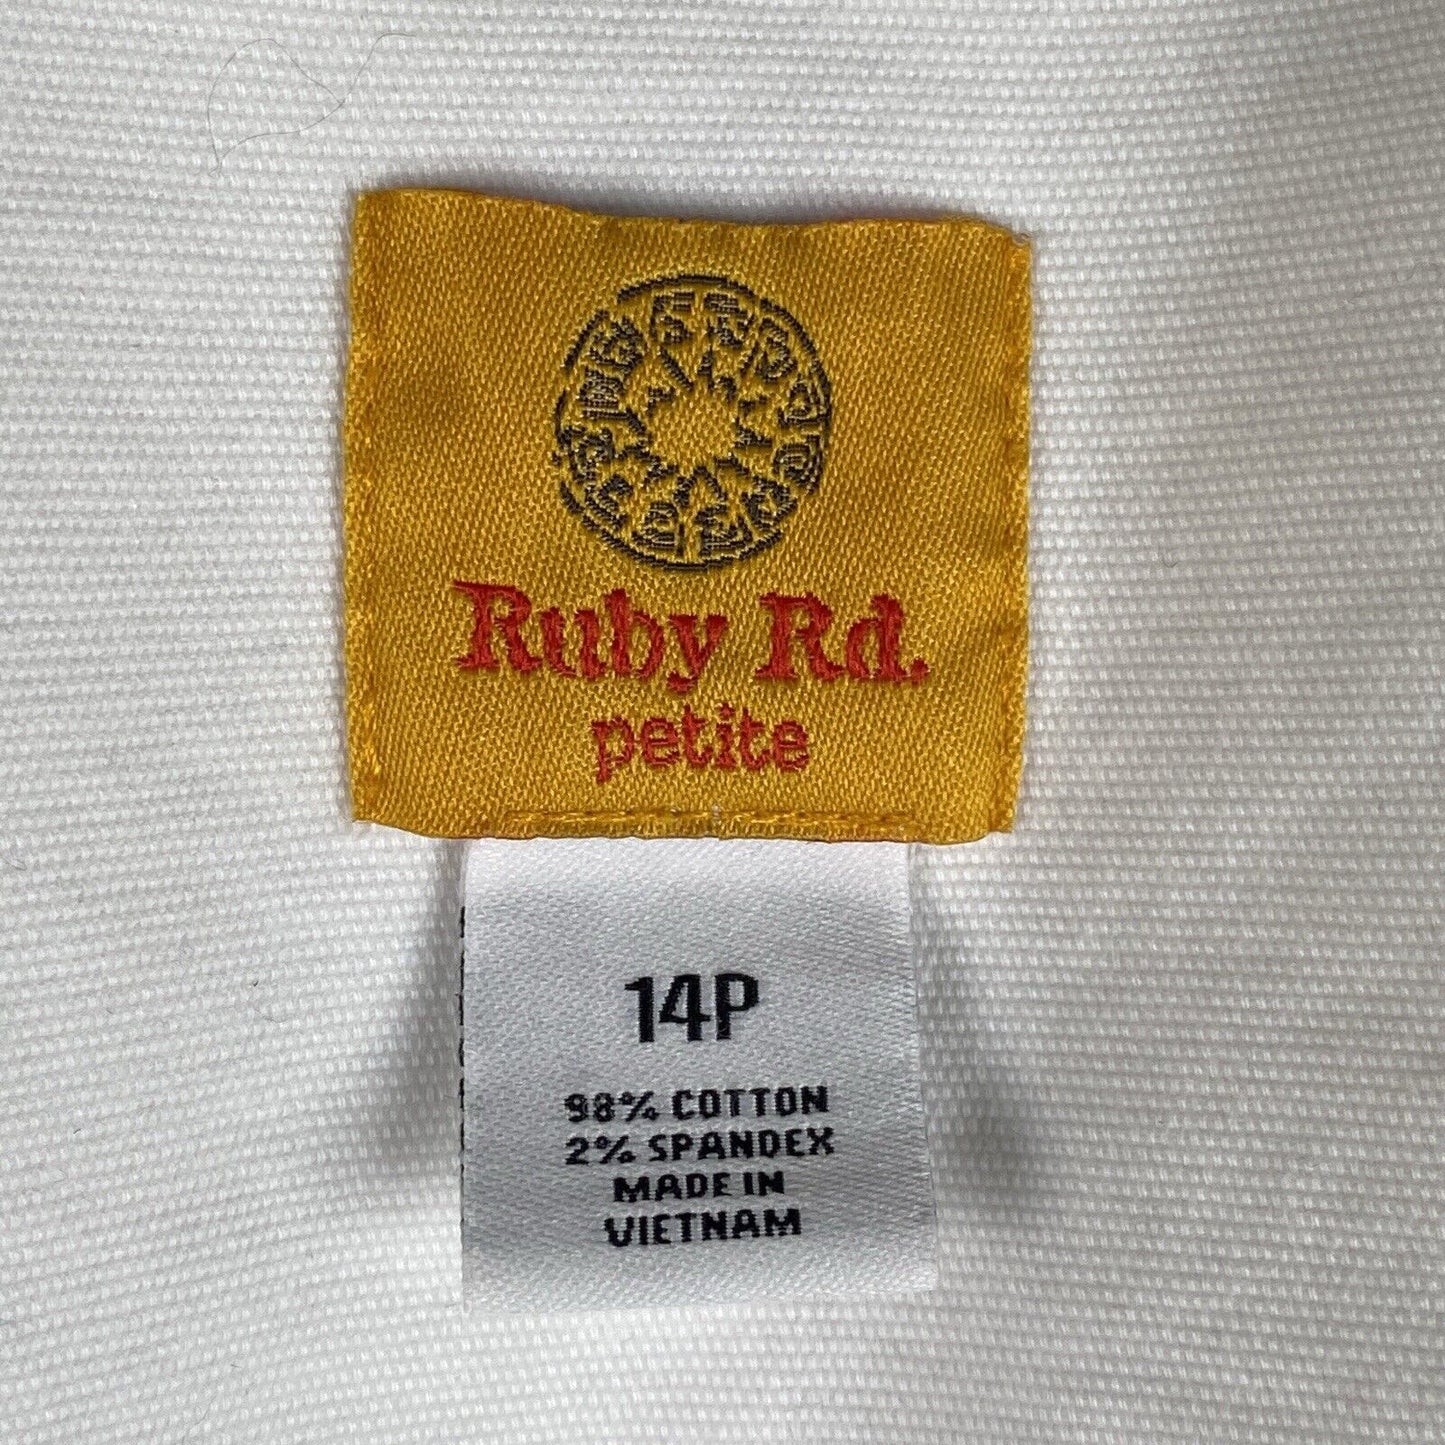 Ruby Rd.
petite
14P
98% COTTON
2% SPANDEX
MADE IN
VIETNAM